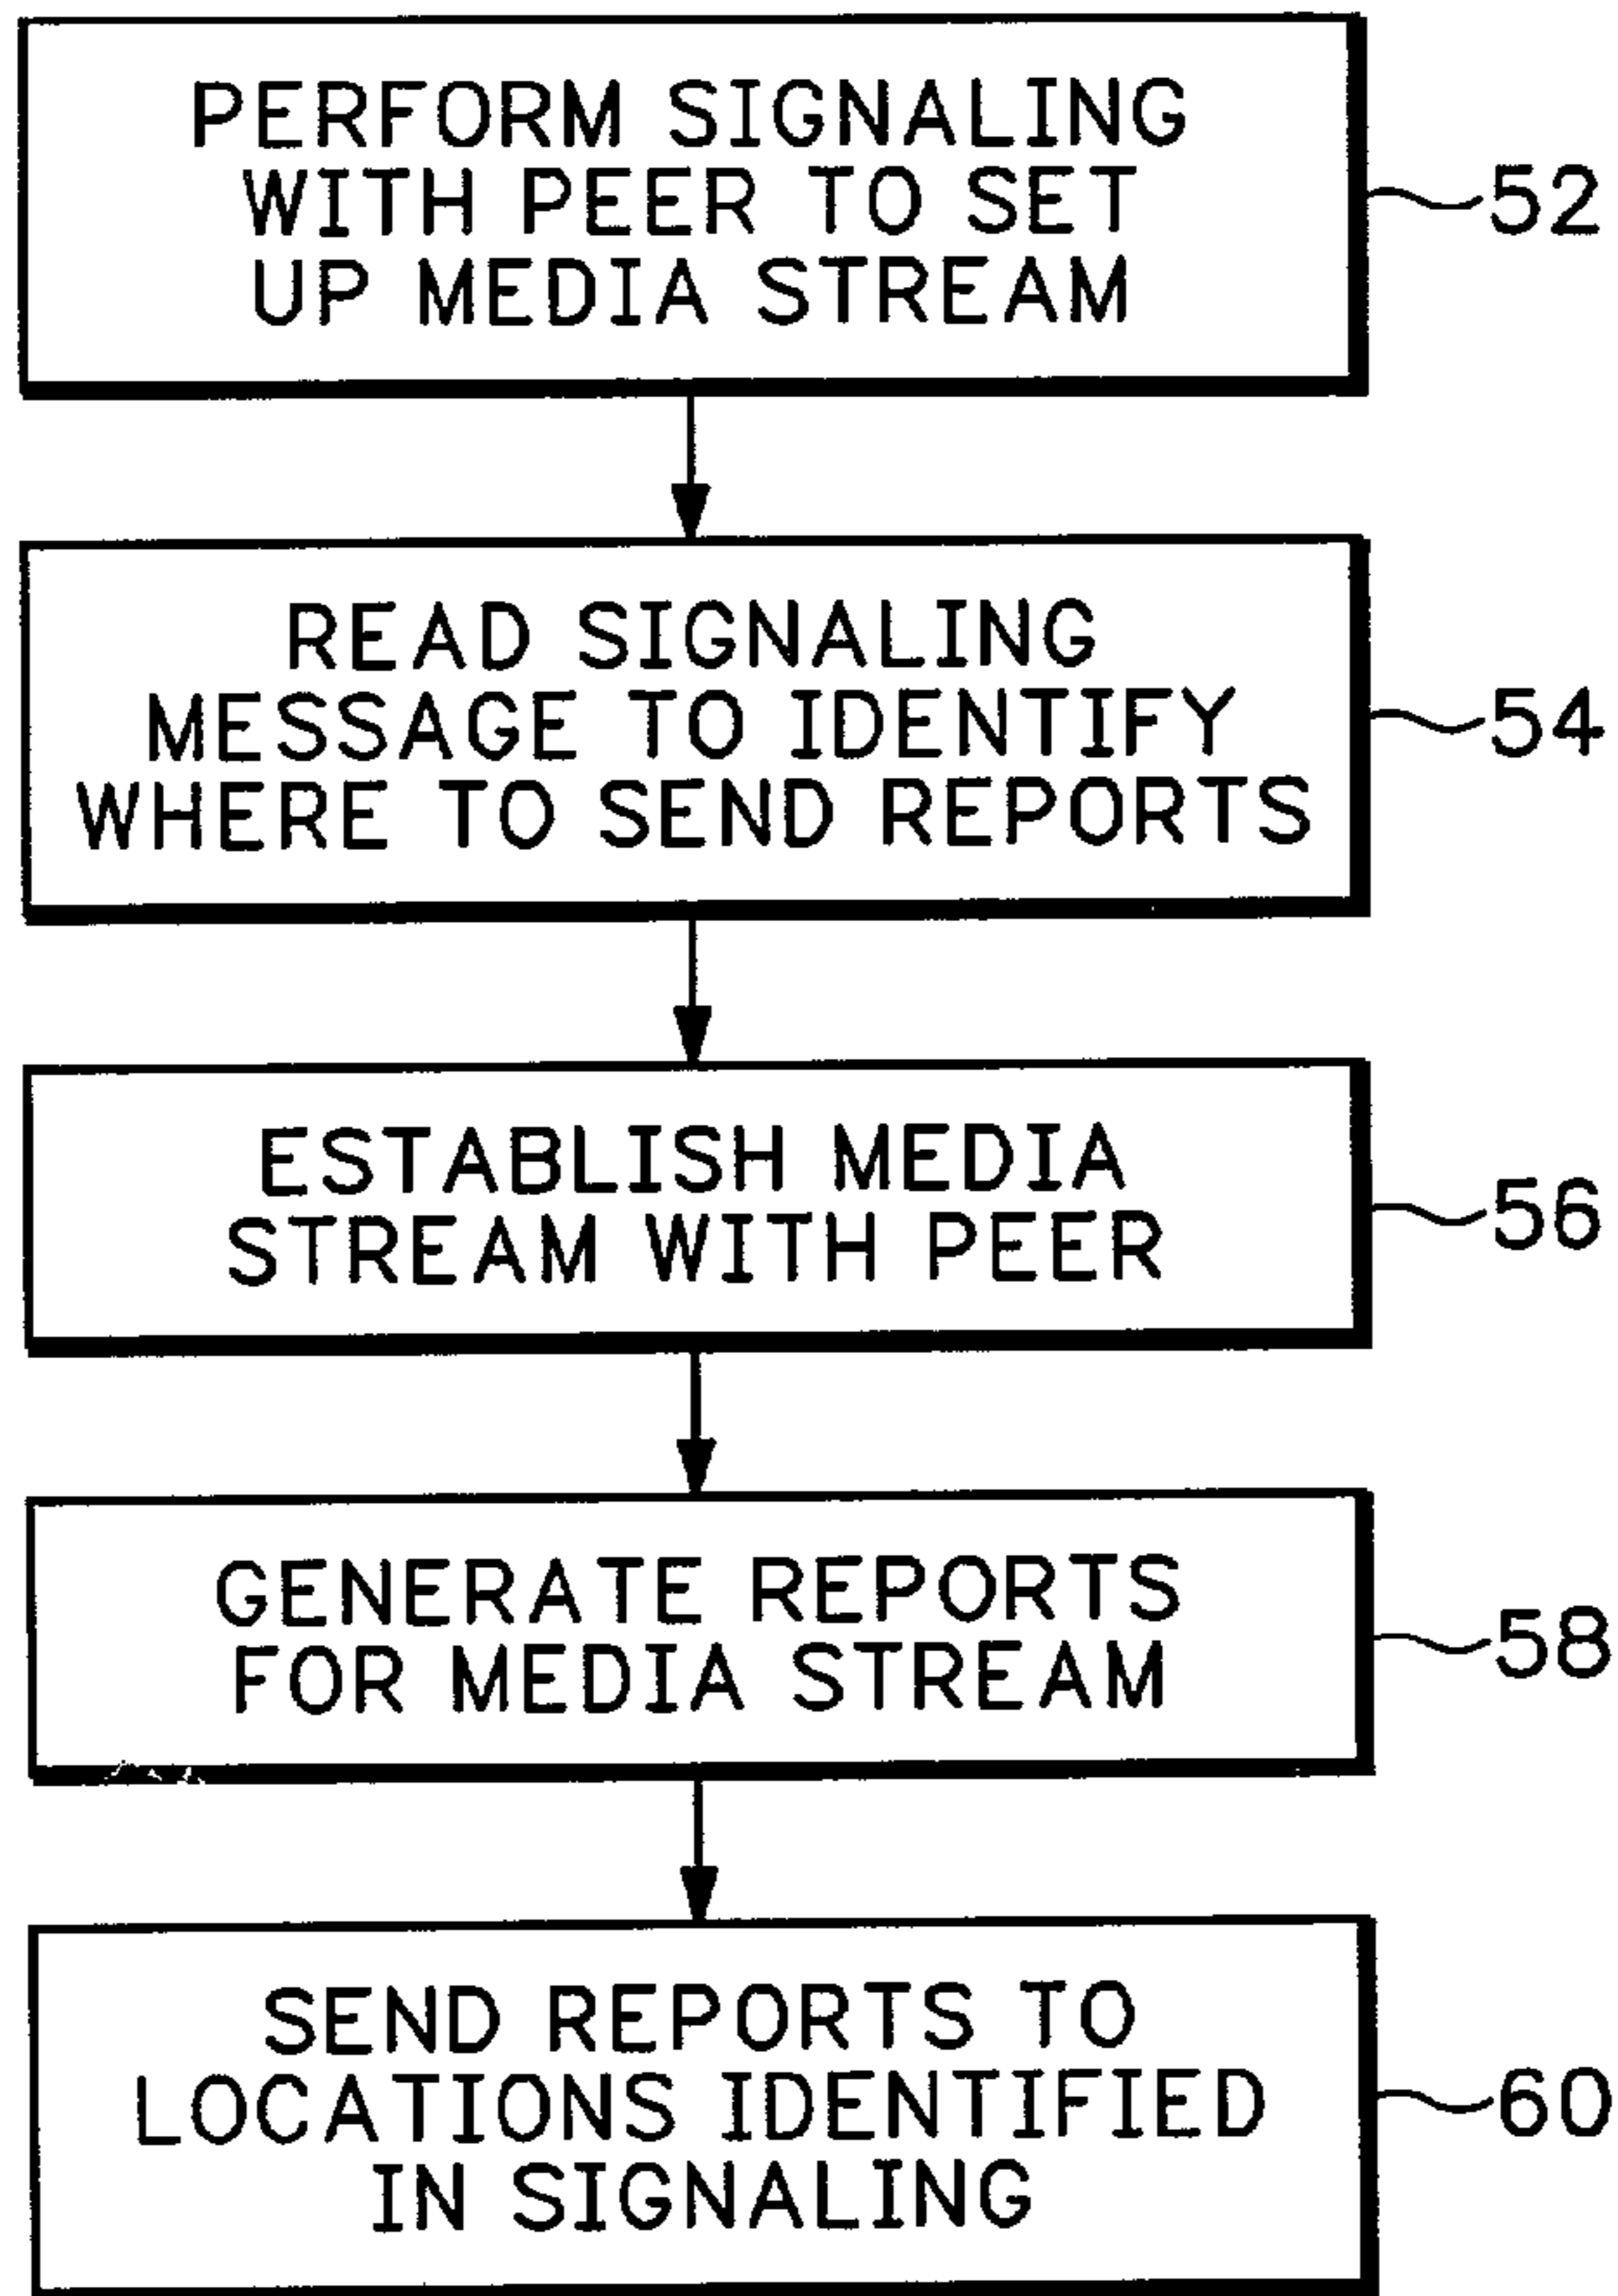 PERFORM SIGNALING
WITH PEER TO SET
UP MEDIA STREAM
52
READ SIGNALING
MESSAGE TO IDENTIFY
WHERE TO SEND REPORTS
54
ESTABLISH MEDIA
STREAM WITH PEER
56
GENERATE REPORTS
FOR MEDIA STREAM
58
SEND REPORTS TO
LOCATIONS IDENTIFIED
IN SIGNALING
60